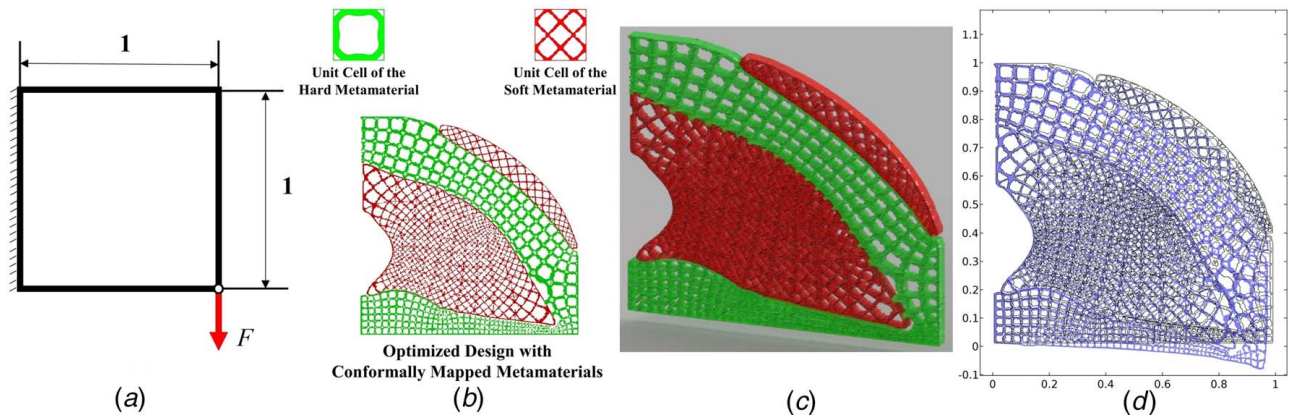 1
1
F
(a)
Unit Cell of the
Hard Metamaterial
Unit Cell of the
Soft Metamaterial
Optimized Design with
Conformally Mapped Metamaterials
(b)
(c)
1.1
1
0.9
0.8
0.7
0.6
0.5
0.4
0.3
0.2
0.1
0
-0.1
0 0.2 0.4 0.6 0.8 1
(d)